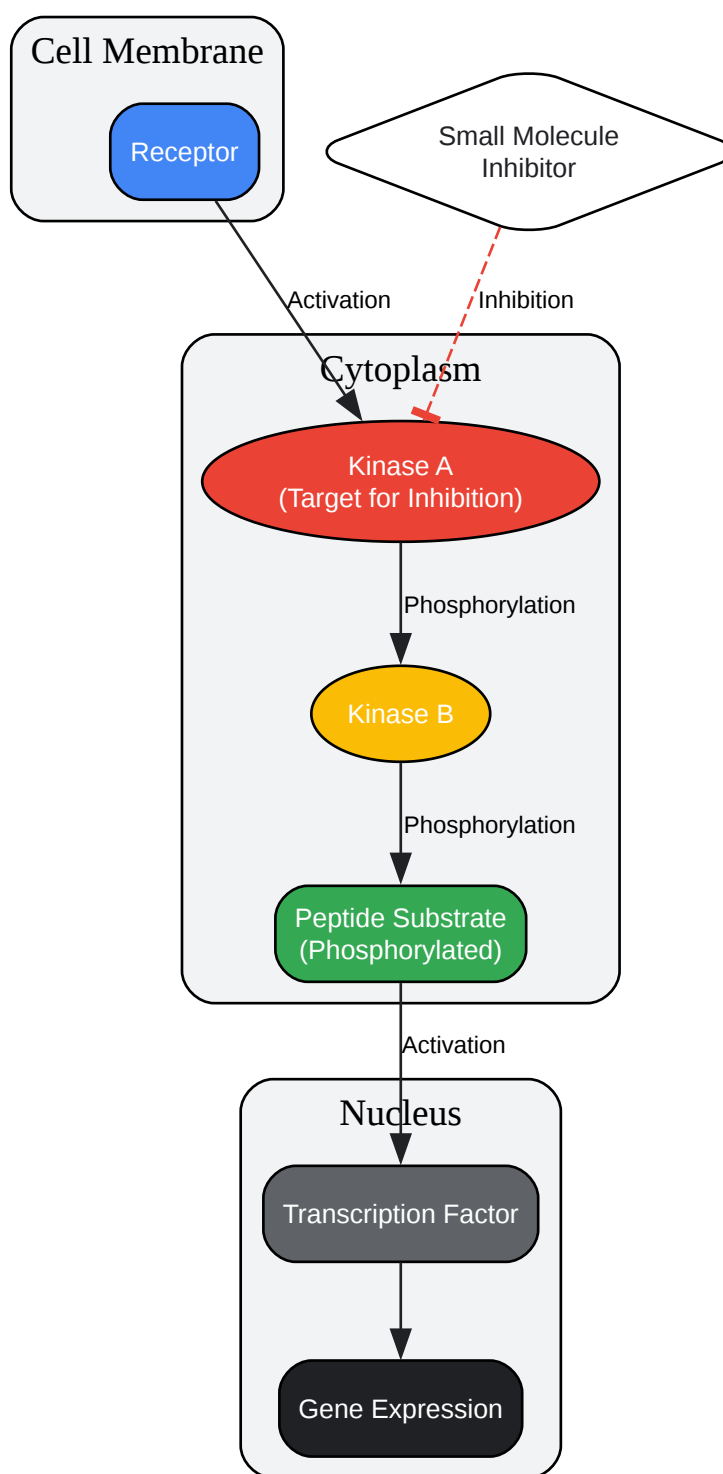 Cell Membrane
Receptor
Small Molecule
Inhibitor
Activation
Inhibition
Cytoplasm
Kinase A
(Target for Inhibition)
Phosphorylation
Kinase B
Phosphorylation
Peptide Substrate
(Phosphorylated)
Activation
Nucleus
Transcription Factor
Gene Expression